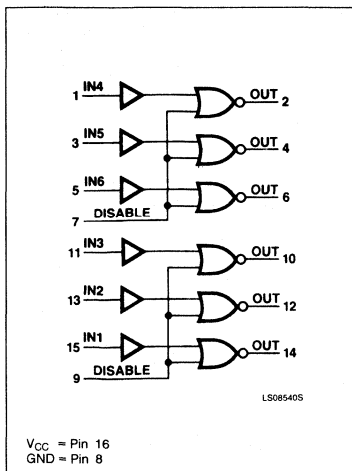 1 IN4 OUT 2
3 IN5 OUT 4
5 IN6 OUT 6
7 DISABLE
11 IN3 OUT 10
13 IN2 OUT 12
15 IN1 OUT 14
9 DISABLE
LS08540S
VCC = Pin 16
GND = Pin 8